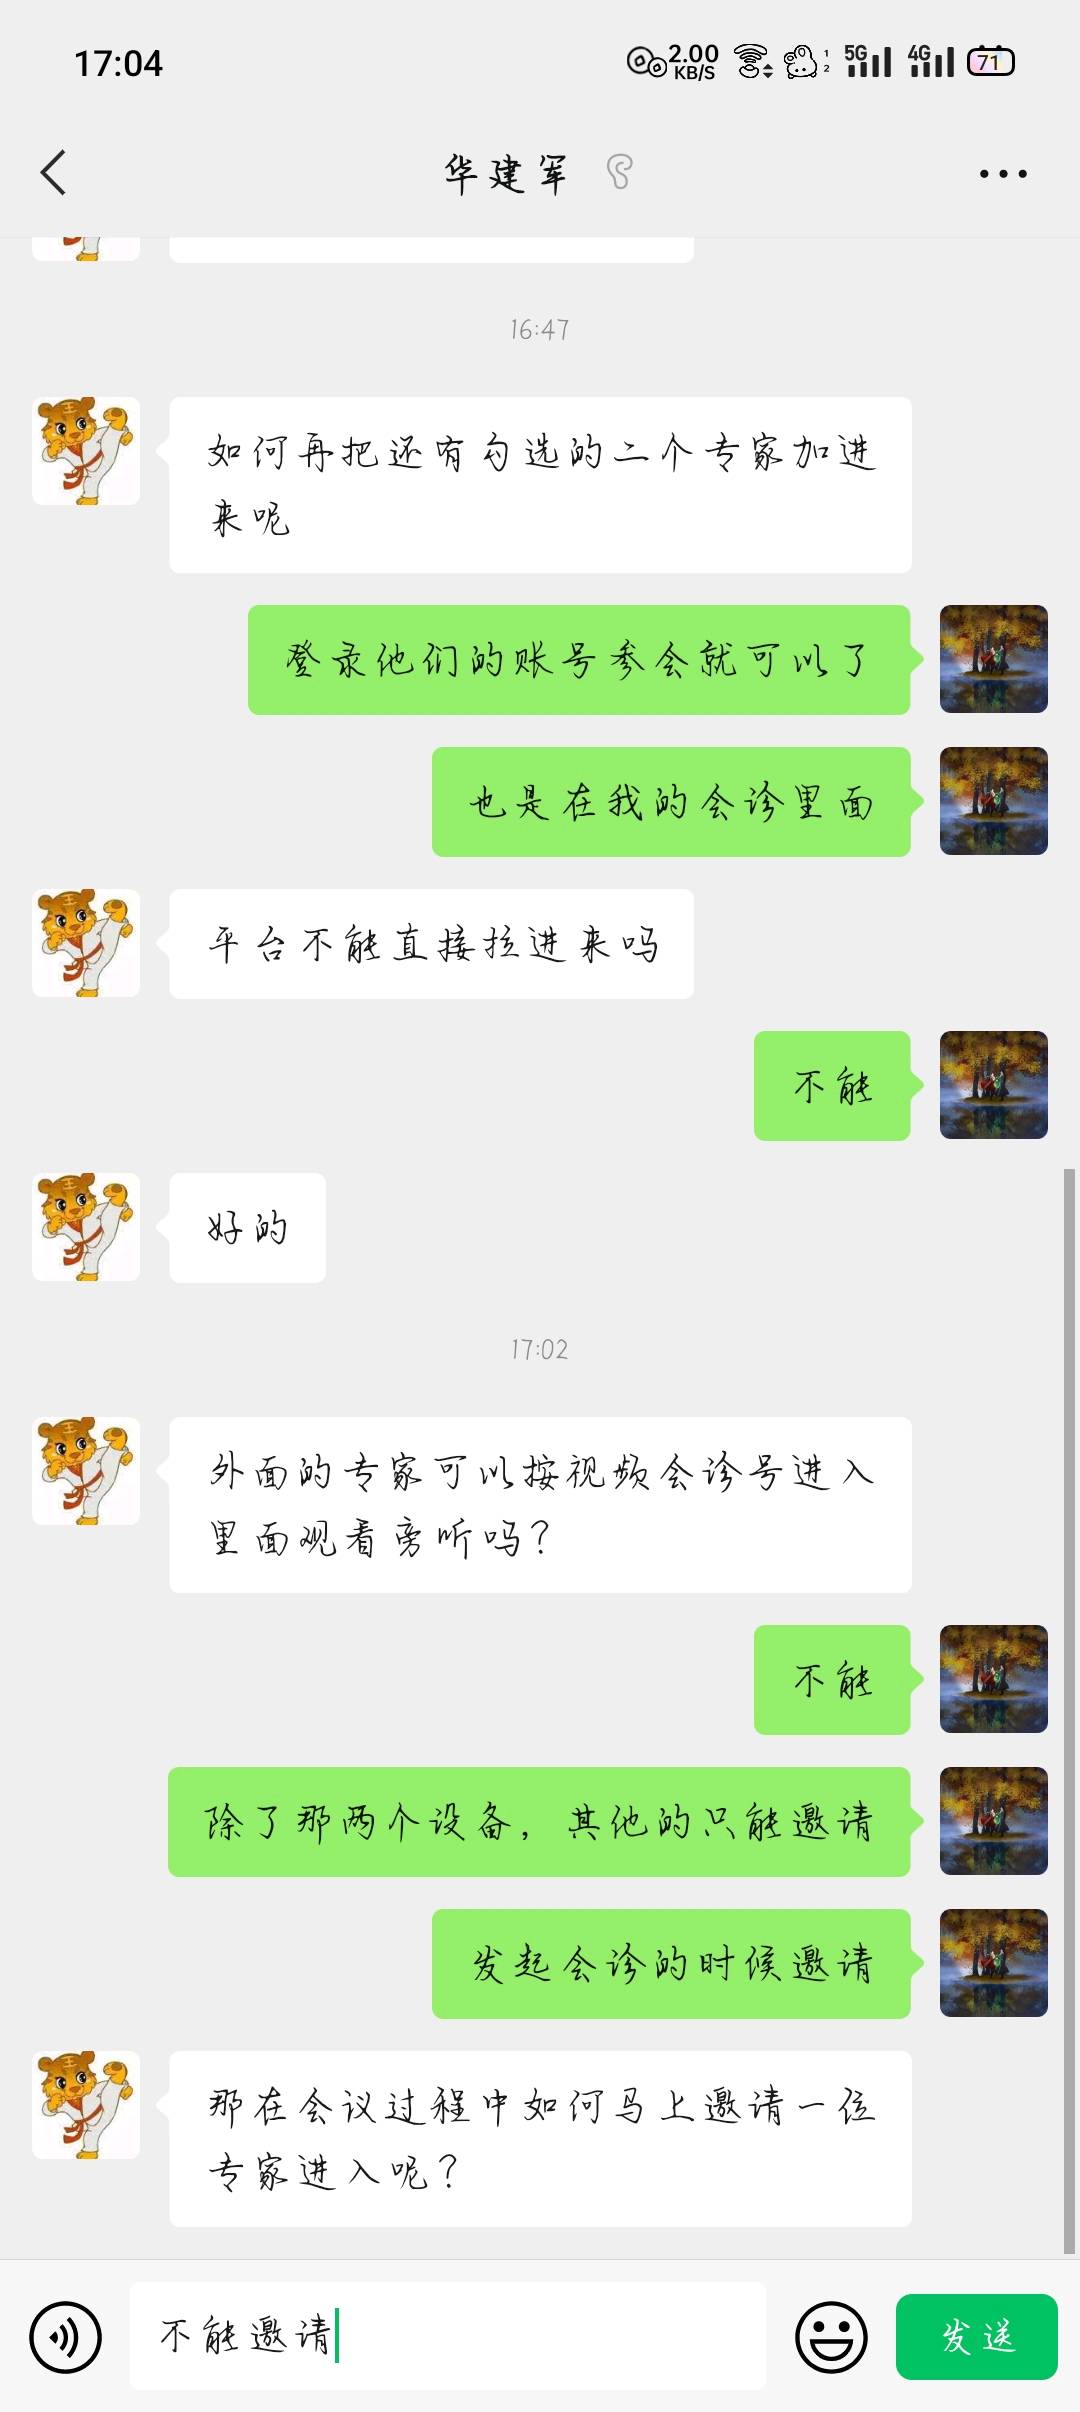 17:04
2.00
KB/S
1
2
5G
4G
71
华建军
16:47
如何再把还有勾选的二个专家加进
来呢
登录他们的账号参会就可以了
也是在我的会诊里面
平台不能直接拉进来吗
不能
好的
17:02
外面的专家可以按视频会诊号进入
里面观看旁听吗?
不能
除了那两个设备，其他的只能邀请
发起会诊的时候邀请
那在会议过程中如何马上邀请一位
专家进入呢?
不能邀请
发送